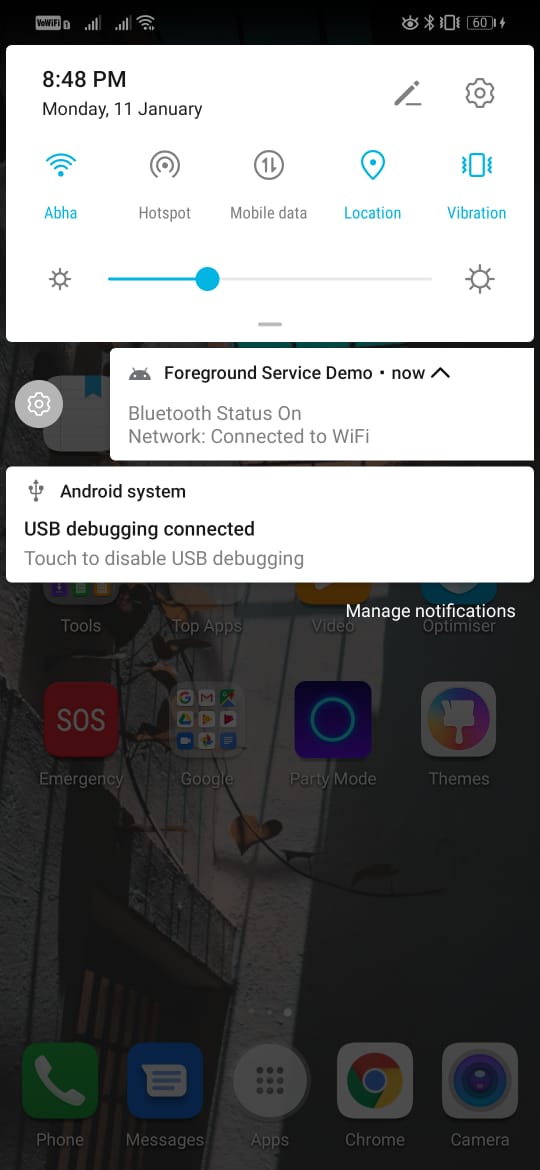 VoWiFi 1
60
8:48 PM
Monday, 11 January
Abha
Hotspot
Mobile data
Location
Vibration
Foreground Service Demo • now
Bluetooth Status On
Network: Connected to WiFi
Android system
USB debugging connected
Touch to disable USB debugging
Manage notifications
Tools
Top Apps
Video
Optimiser
SOS
Emergency
Google
Party Mode
Themes
Phone
Messages
Apps
Chrome
Camera